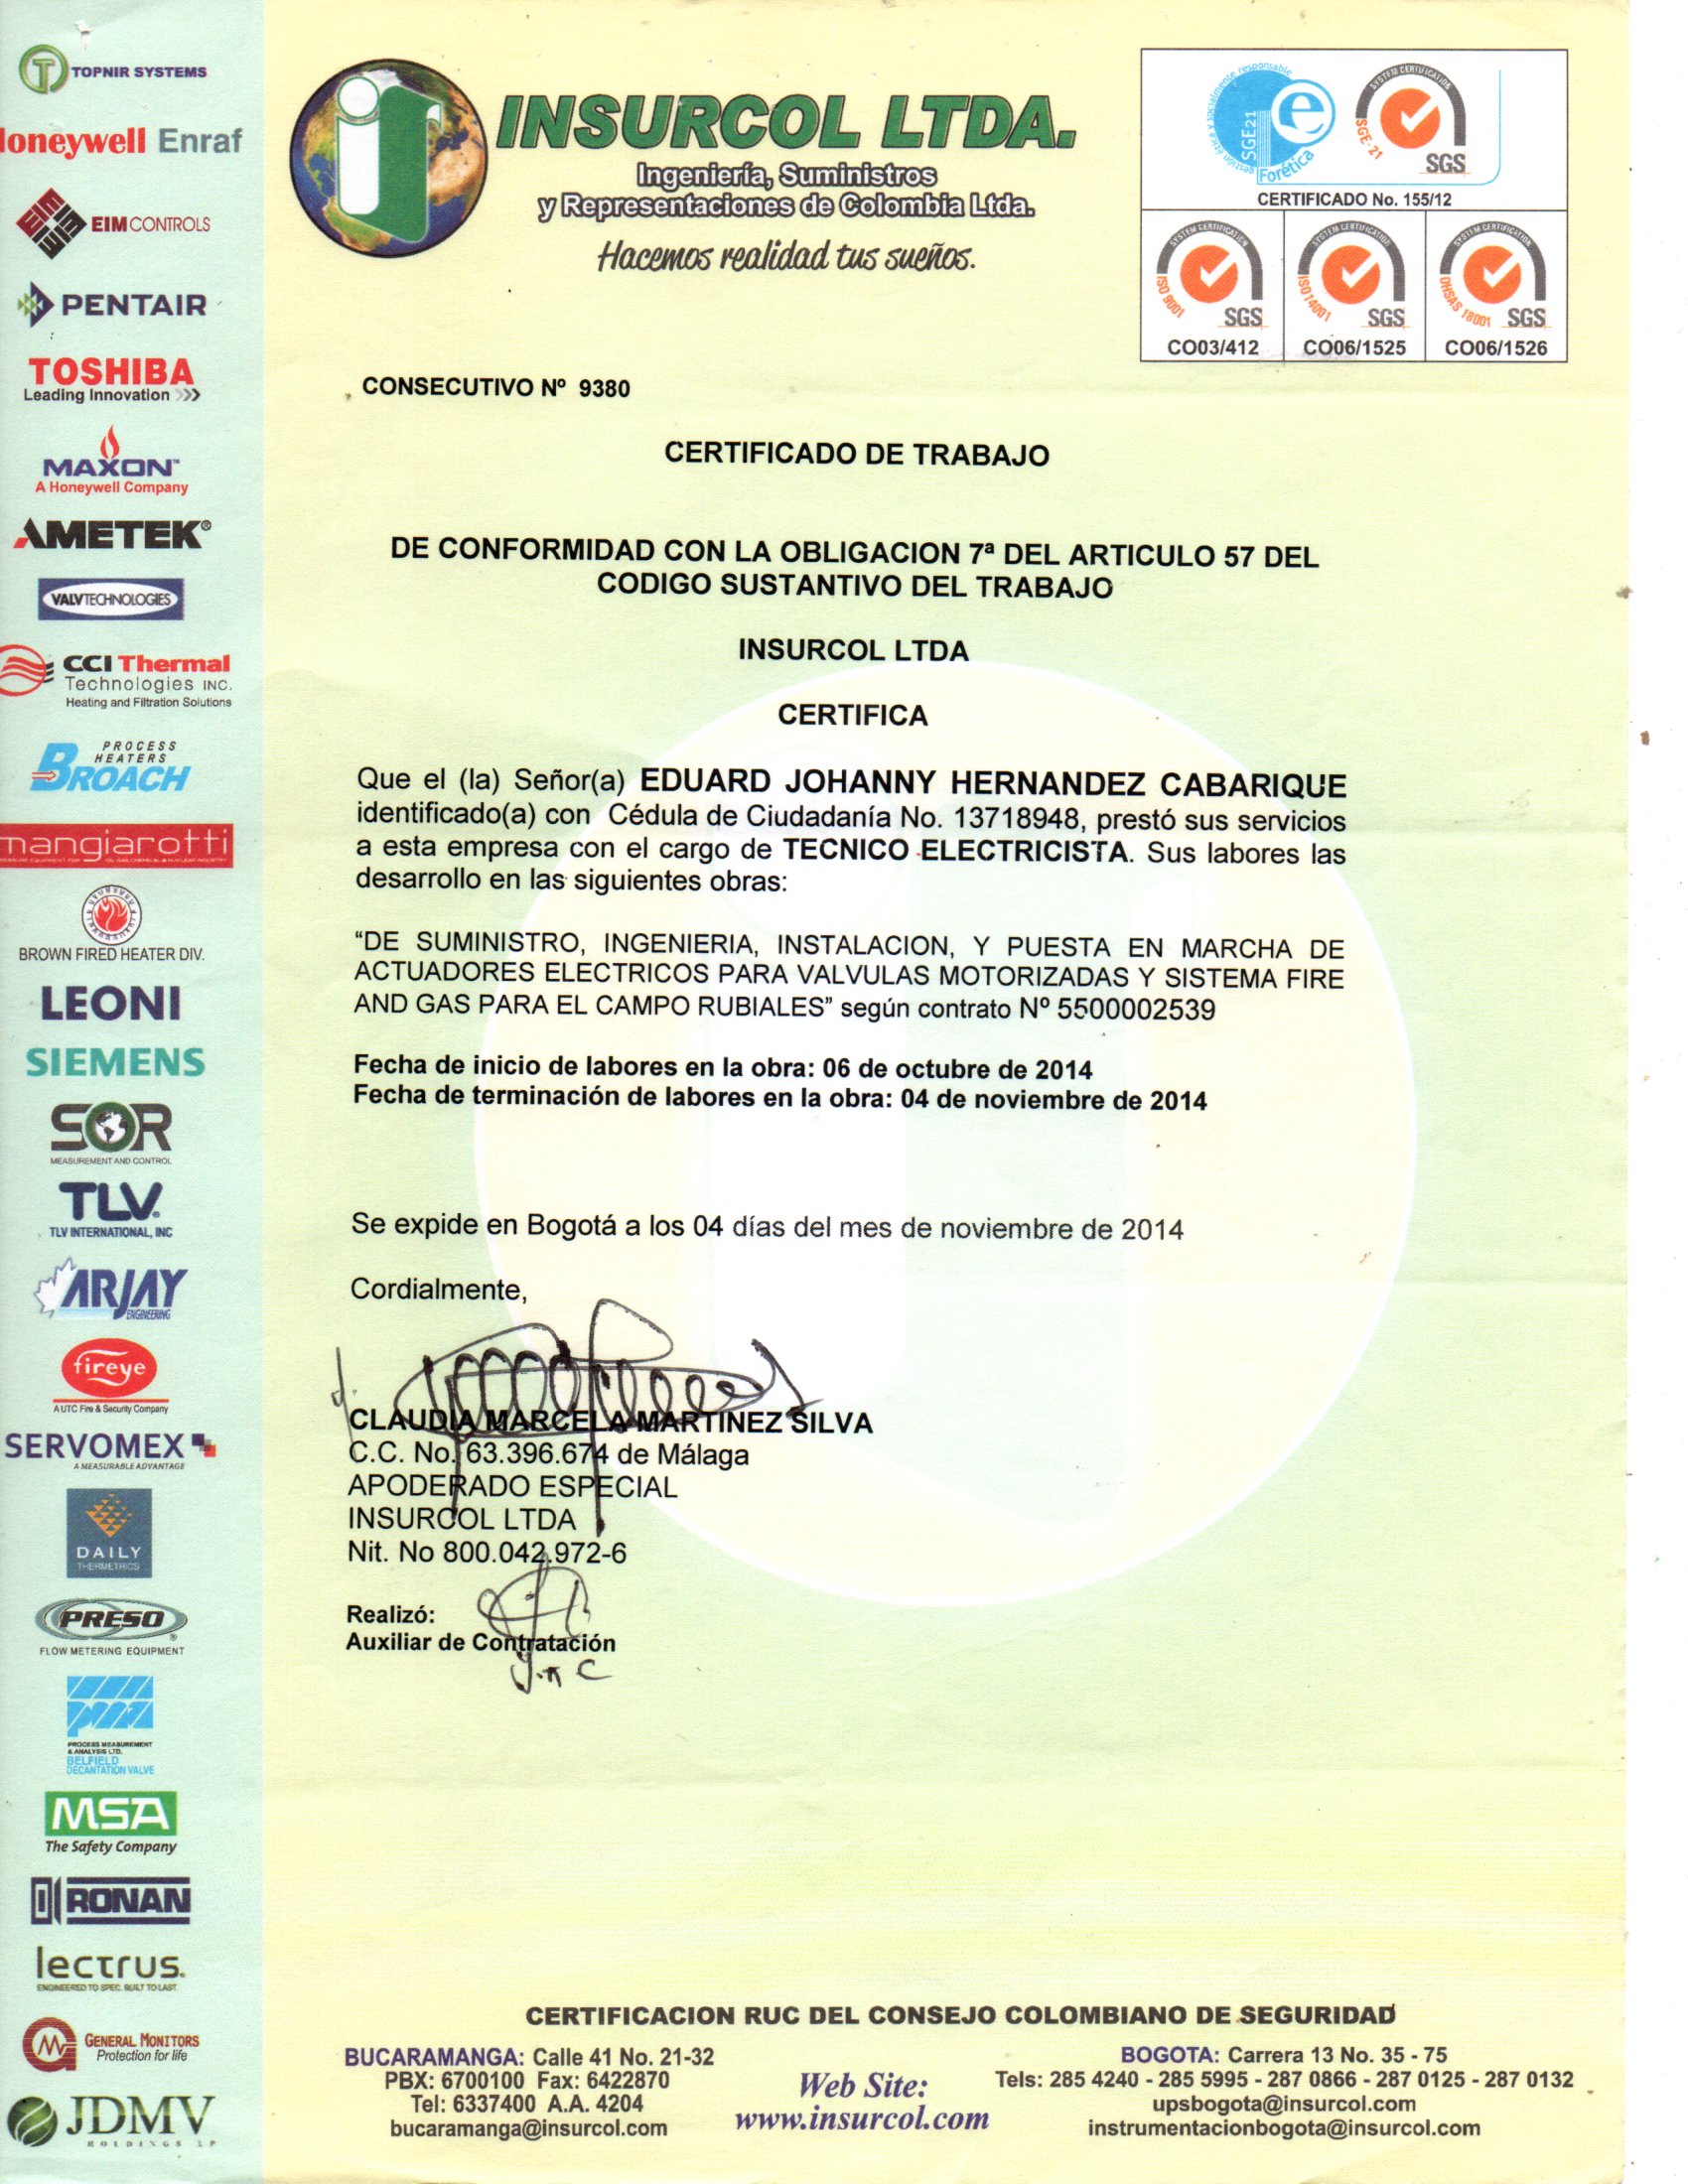 TOPNIR SYSTEMS
Honeywell Enraf
EIM CONTROLS
PENTAIR
TOSHIBA
Leading Innovation >>>
MAXON™
A Honeywell Company
AMETEK®
VALVTECHNOLOGIES
CCI Thermal
Technologies INC.
Heating and Filtration Solutions
PROCESS
HEATERS
BROACH
mangiarotti
BROWN FIRED HEATER DIV.
LEONI
SIEMENS
SOR
MEASUREMENT AND CONTROL
TLV.
TLV INTERNATIONAL, INC
ARJAY
ENGINEERING
fireye
A UTC Fire & Security Company
SERVOMEX
A MEASURABLE ADVANTAGE
DAILY
THERMETRICS
PRESO®
FLOW METERING EQUIPMENT
PROCESS MEASUREMENT
& ANALYSIS LTD.
BELFIELD
DECANTATION VALVE
MSA
The Safety Company
RONAN
lectrus.
ENGINEERED TO SPEC. BUILT TO LAST.
GENERAL MONITORS
Protection for life
JDMV
HOLDINGS LP
INSURCOL LTDA.
Ingeniería, Suministros
y Representaciones de Colombia Ltda.
Hacemos realidad tus sueños.
gestión ética y socialmente responsable
SGE21
Forética
SYSTEM CERTIFICATION
SGE-21
SGS
CERTIFICADO No. 155/12
SYSTEM CERTIFICATION
ISO 9001
SGS
CO03/412
SYSTEM CERTIFICATION
ISO14001
SGS
CO06/1525
SYSTEM CERTIFICATION
OHSAS 18001
SGS
CO06/1526
CONSECUTIVO Nº 9380
CERTIFICADO DE TRABAJO
DE CONFORMIDAD CON LA OBLIGACION 7ª DEL ARTICULO 57 DEL
CODIGO SUSTANTIVO DEL TRABAJO
INSURCOL LTDA
CERTIFICA
Que el (la) Señor(a) EDUARD JOHANNY HERNANDEZ CABARIQUE
identificado(a) con Cédula de Ciudadanía No. 13718948, prestó sus servicios
a esta empresa con el cargo de TECNICO ELECTRICISTA. Sus labores las
desarrollo en las siguientes obras:
“DE SUMINISTRO, INGENIERIA, INSTALACION, Y PUESTA EN MARCHA DE
ACTUADORES ELECTRICOS PARA VALVULAS MOTORIZADAS Y SISTEMA FIRE
AND GAS PARA EL CAMPO RUBIALES” según contrato Nº 5500002539
Fecha de inicio de labores en la obra: 06 de octubre de 2014
Fecha de terminación de labores en la obra: 04 de noviembre de 2014
Se expide en Bogotá a los 04 días del mes de noviembre de 2014
Cordialmente,
CLAUDIA MARCELA MARTINEZ SILVA
C.C. No. 63.396.674 de Málaga
APODERADO ESPECIAL
INSURCOL LTDA
Nit. No 800.042.972-6
Realizó:
Auxiliar de Contratación
CERTIFICACION RUC DEL CONSEJO COLOMBIANO DE SEGURIDAD
BUCARAMANGA: Calle 41 No. 21-32
PBX: 6700100 Fax: 6422870
Tel: 6337400 A.A. 4204
bucaramanga@insurcol.com
Web Site:
www.insurcol.com
BOGOTA: Carrera 13 No. 35 - 75
Tels: 285 4240 - 285 5995 - 287 0866 - 287 0125 - 287 0132
upsbogota@insurcol.com
instrumentacionbogota@insurcol.com